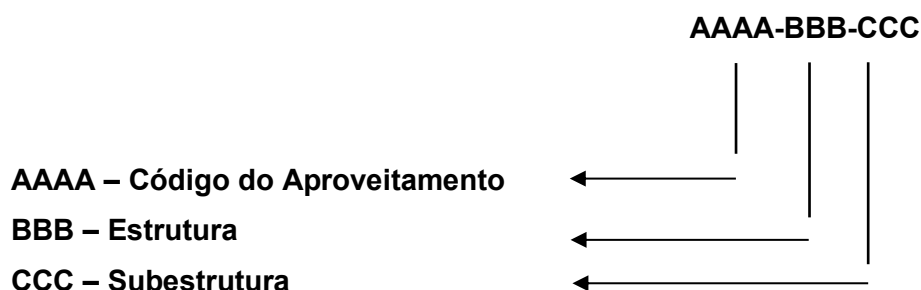 AAAA-BBB-CCC
AAAA – Código do Aproveitamento
BBB – Estrutura
CCC – Subestrutura